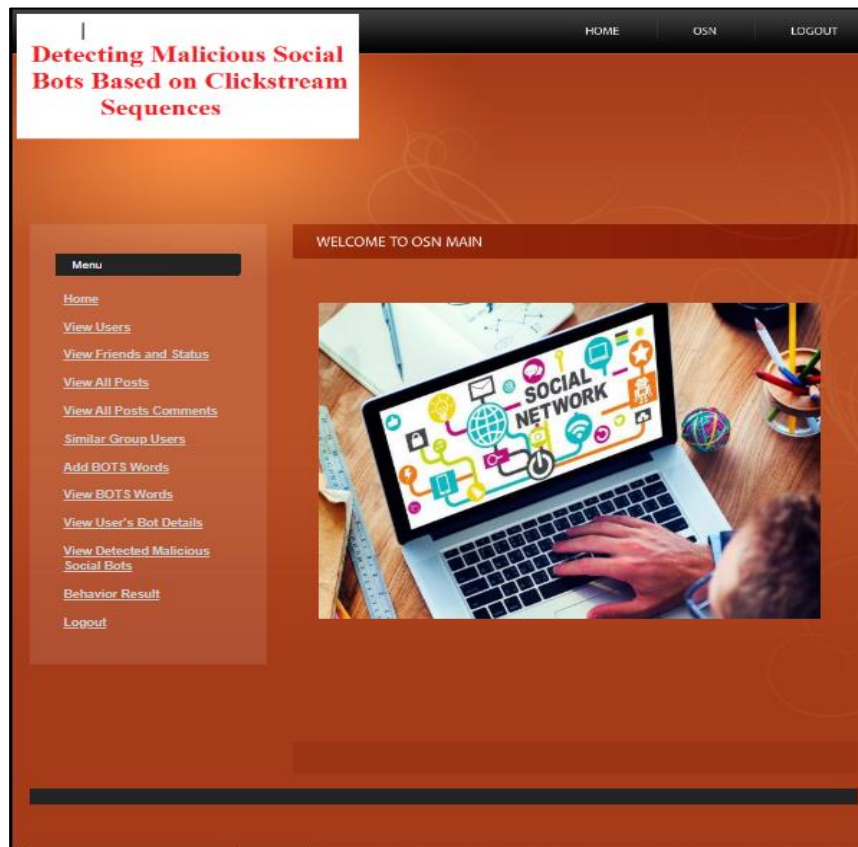 HOME OSN LOGOUT
Detecting Malicious Social
Bots Based on Clickstream
Sequences
WELCOME TO OSN MAIN
Menu
Home
View Users
View Friends and Status
View All Posts
View All Posts Comments
Similar Group Users
Add BOTS Words
View BOTS Words
View User's Bot Details
View Detected Malicious
Social Bots
Behavior Result
Logout
SOCIAL
NETWORK